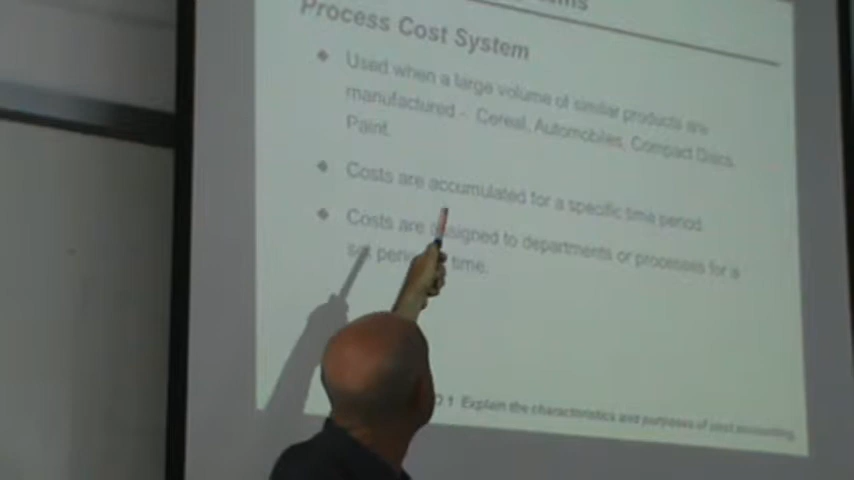 Process Cost System
Used when a large volume of similar products are
manufactured - Cereal, Automobiles, Compact Discs,
Paint.
Costs are accumulated for a specific time period.
Costs are assigned to departments or processes for a
set time.
1 Explain the characteristics and purposes of cost accounting.